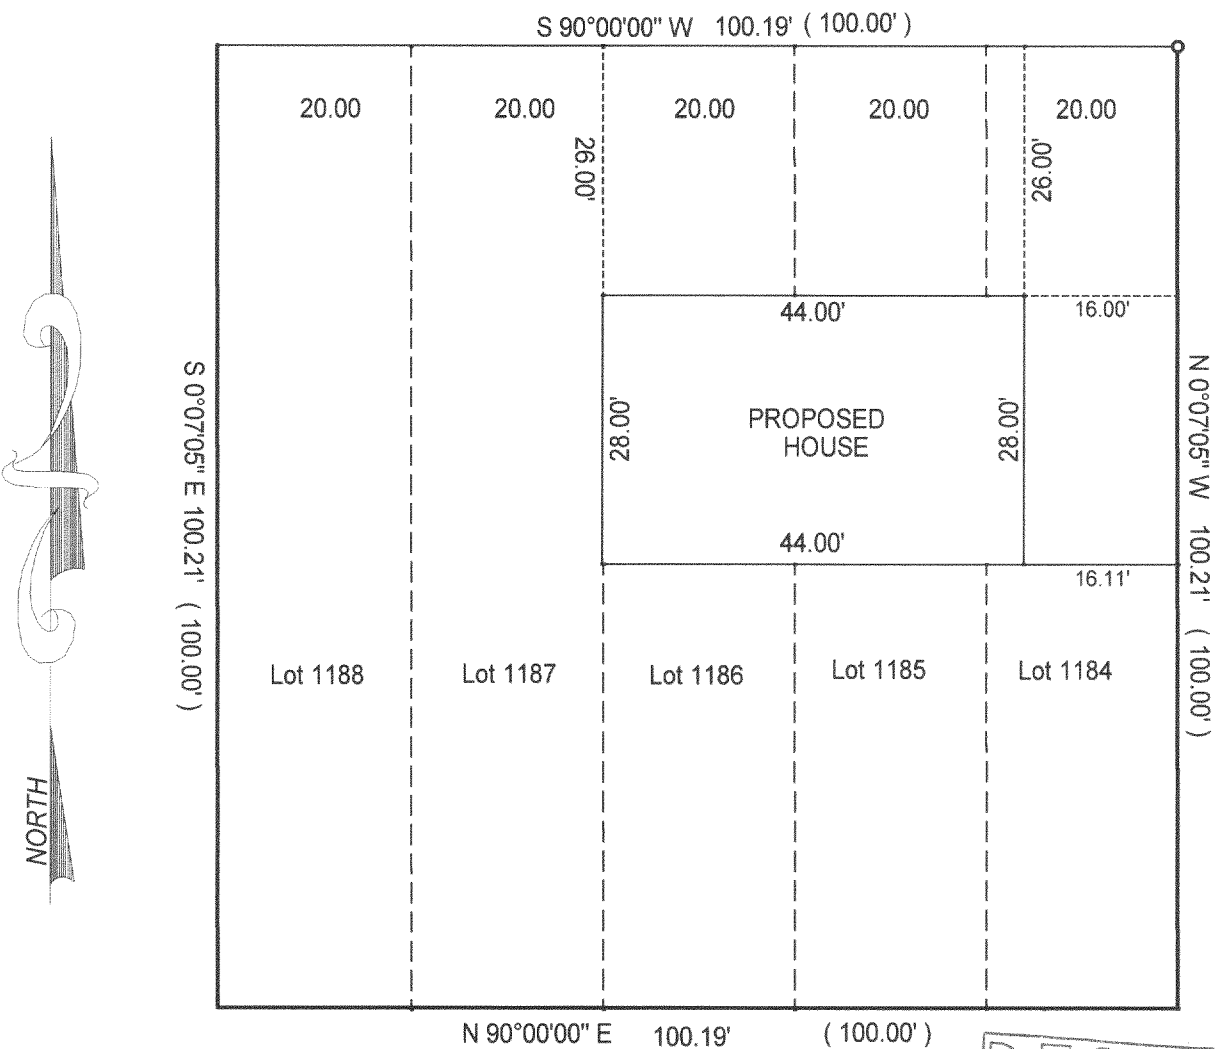 S 90°00'00" W 100.19' ( 100.00' )
20.00 20.00 20.00 20.00 20.00
26.00'
26.00'
44.00'
16.00'
S 0°07'05" E 100.21' ( 100.00' )
N 0°07'05" W 100.21' ( 100.00' )
28.00'
PROPOSED
HOUSE
28.00'
44.00'
16.11'
Lot 1188 Lot 1187 Lot 1186 Lot 1185 Lot 1184
NORTH
N 90°00'00" E 100.19' ( 100.00' )